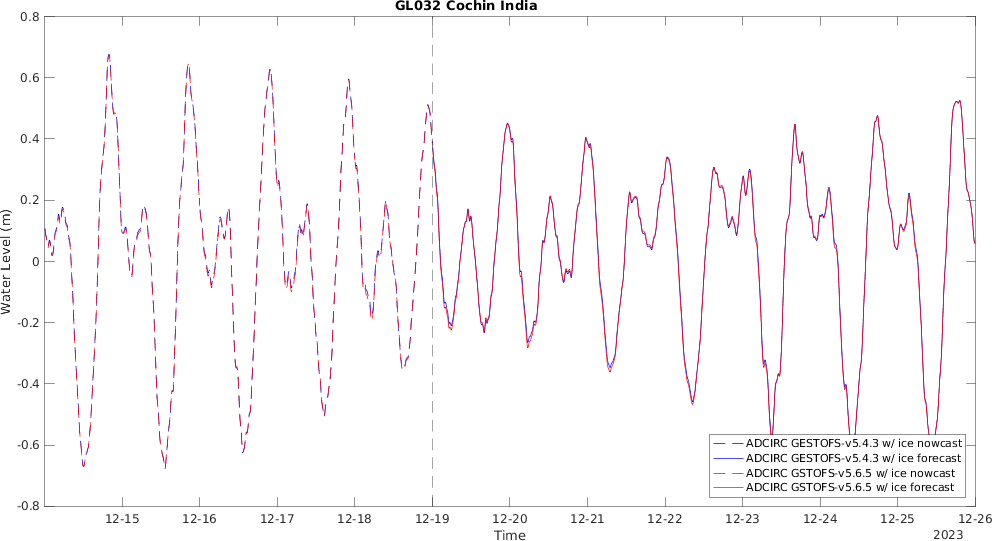 GL032 Cochin India
0.8
0.6
0.4
0.2
0
-0.2
-0.4
-0.6
-0.8
Water Level (m)
12-15 12-16 12-17 12-18 12-19 12-20 12-21 12-22 12-23 12-24 12-25 12-26
Time
2023
ADCIRC GESTOFS-v5.4.3 w/ ice nowcast
ADCIRC GESTOFS-v5.4.3 w/ ice forecast
ADCIRC GSTOFS-v5.6.5 w/ ice nowcast
ADCIRC GSTOFS-v5.6.5 w/ ice forecast